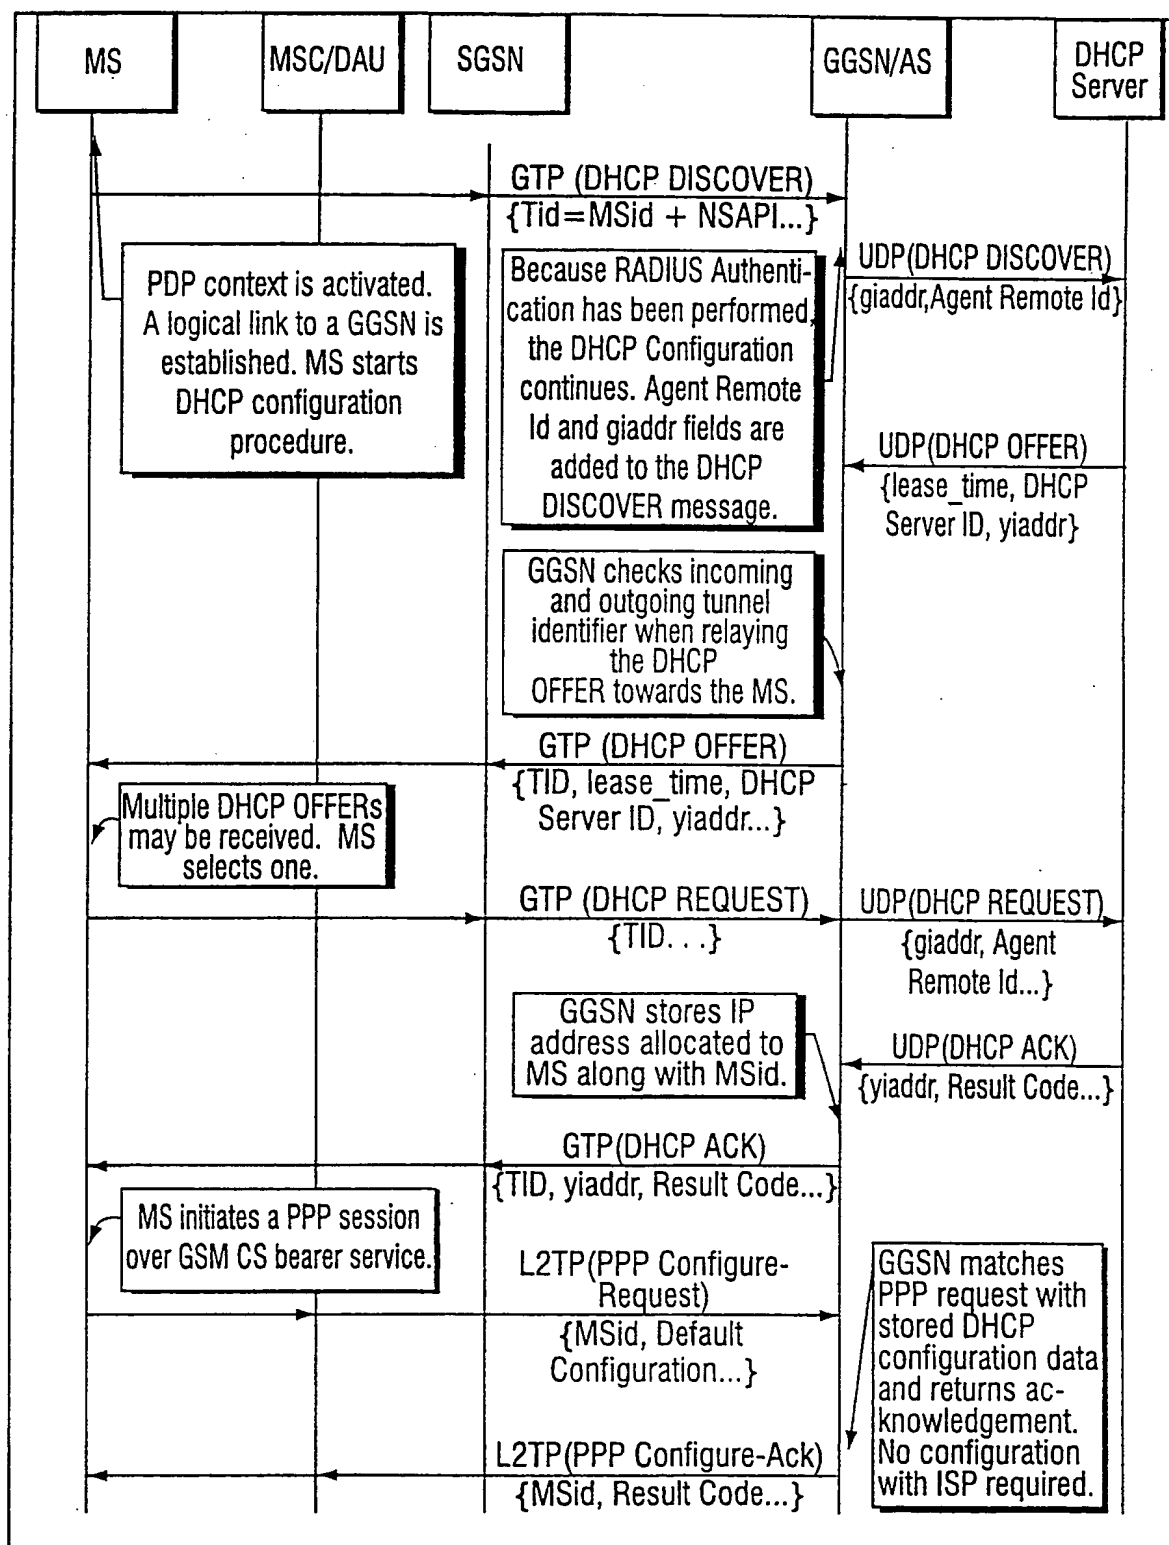 MS
MSC/DAU
SGSN
GGSN/AS
DHCP
Server
GTP (DHCP DISCOVER)
{Tid=MSid + NSAPI...}
PDP context is activated.
A logical link to a GGSN is
established. MS starts
DHCP configuration
procedure.
Because RADIUS Authenti-
cation has been performed,
the DHCP Configuration
continues. Agent Remote
Id and giaddr fields are
added to the DHCP
DISCOVER message.
UDP(DHCP DISCOVER)
{giaddr,Agent Remote Id}
UDP(DHCP OFFER)
{lease_time, DHCP
Server ID, yiaddr}
GGSN checks incoming
and outgoing tunnel
identifier when relaying
the DHCP
OFFER towards the MS.
GTP (DHCP OFFER)
{TID, lease_time, DHCP
Server ID, yiaddr...}
Multiple DHCP OFFERs
may be received. MS
selects one.
GTP (DHCP REQUEST)
{TID. . .}
UDP(DHCP REQUEST)
{giaddr, Agent
Remote Id...}
GGSN stores IP
address allocated to
MS along with MSid.
UDP(DHCP ACK)
{yiaddr, Result Code...}
GTP(DHCP ACK)
{TID, yiaddr, Result Code...}
MS initiates a PPP session
over GSM CS bearer service.
L2TP(PPP Configure-
Request)
{MSid, Default
Configuration...}
GGSN matches
PPP request with
stored DHCP
configuration data
and returns ac-
knowledgement.
No configuration
with ISP required.
L2TP(PPP Configure-Ack)
{MSid, Result Code...}